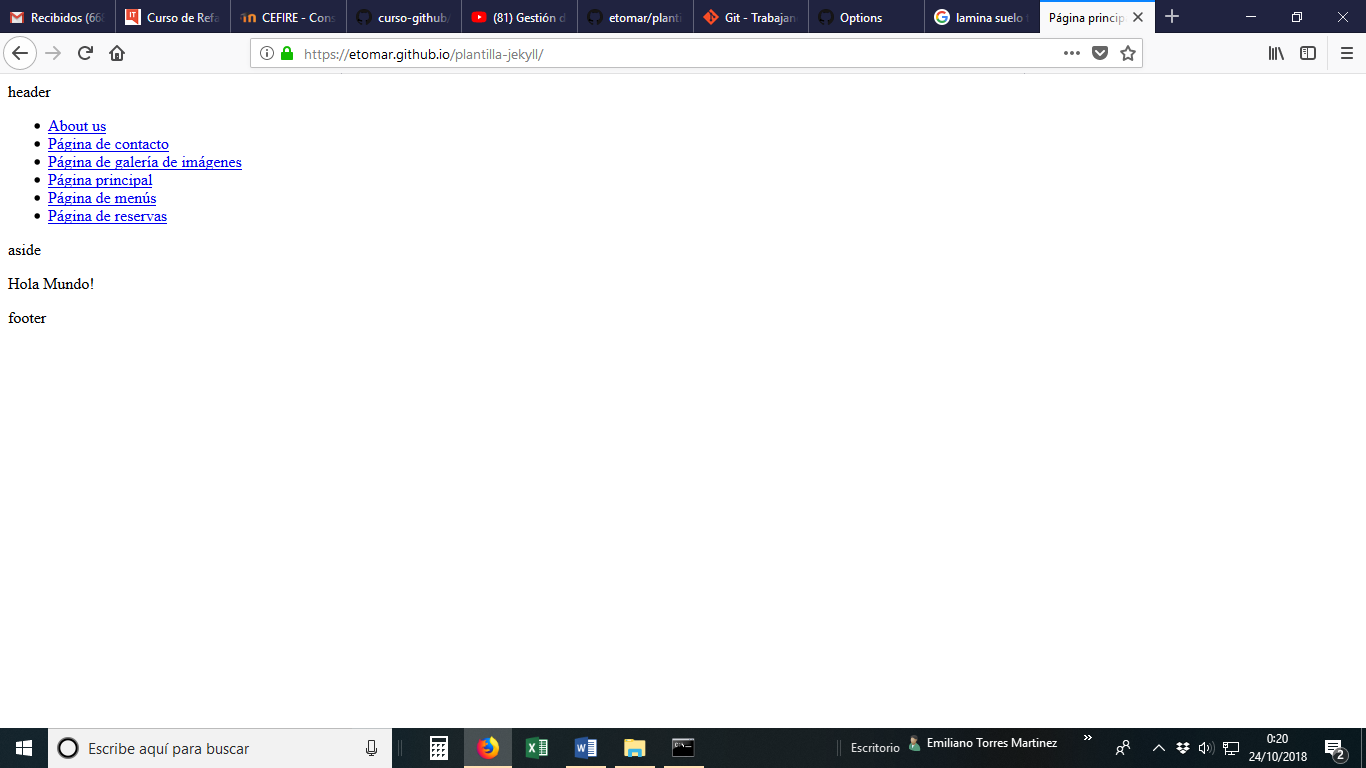 Recibidos (668
Curso de Refa
CEFIRE - Cons
curso-github/
(81) Gestión d
etomar/planti
Git - Trabajan
Options
lamina suelo
Página princip
https://etomar.github.io/plantilla-jekyll/
header
About us
Página de contacto
Página de galería de imágenes
Página principal
Página de menús
Página de reservas
aside
Hola Mundo!
footer
Escribe aquí para buscar
Escritorio
Emiliano Torres Martinez
0:20
24/10/2018
2